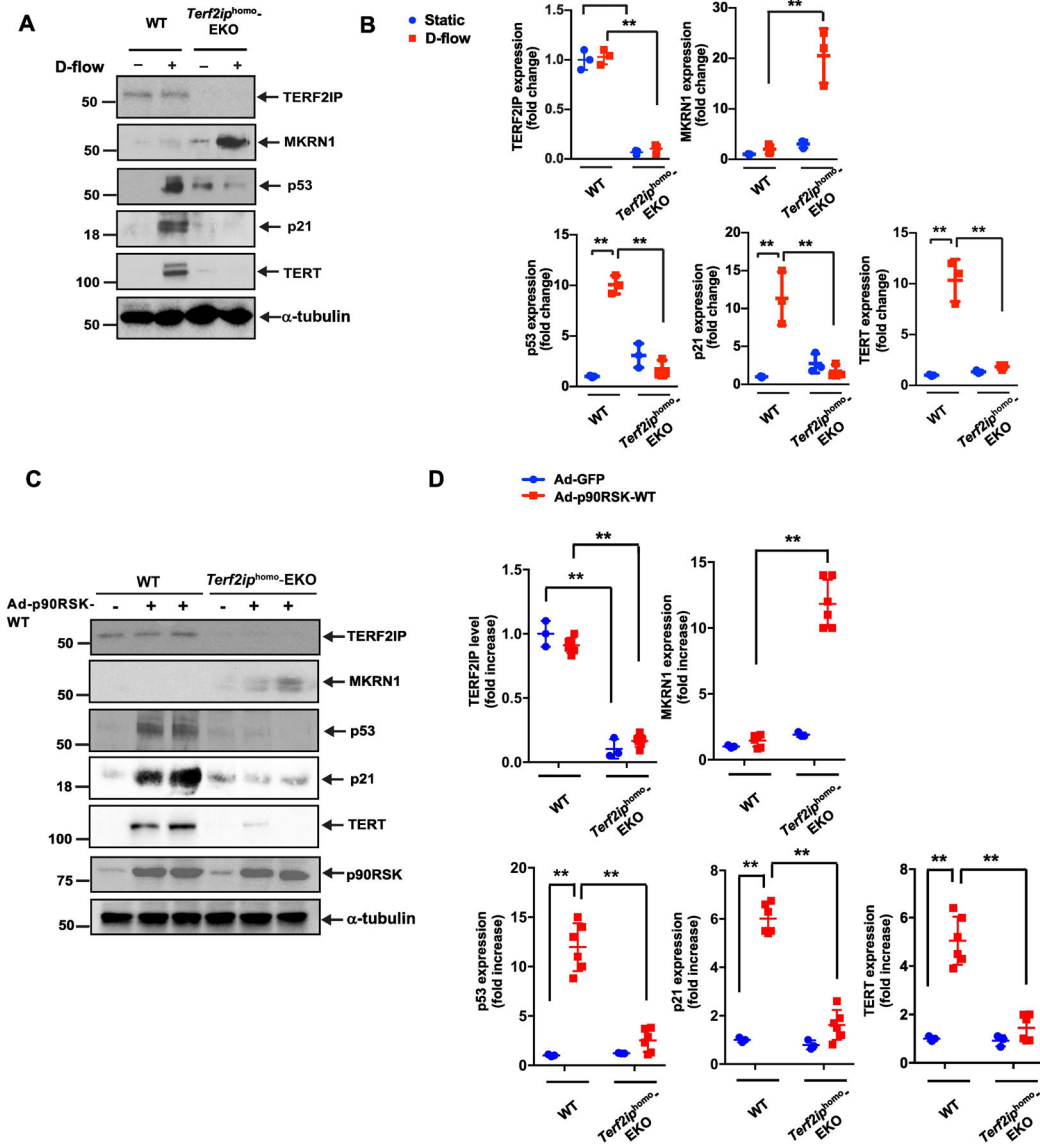 A
WT
Terf2ip^homo-
EKO
D-flow
–
+
–
+
50
TERF2IP
50
MKRN1
50
p53
18
p21
100
TERT
50
α-tubulin
B
Static
D-flow
TERF2IP expression
(fold change)
1.0
0.5
0.0
**
WT
Terf2ip^homo-
EKO
MKRN1 expression
(fold change)
30
20
10
0
**
WT
Terf2ip^homo-
EKO
p53 expression
(fold change)
15
10
5
0
**
**
WT
Terf2ip^homo-
EKO
p21 expression
(fold change)
20
15
10
5
0
**
**
WT
Terf2ip^homo-
EKO
TERT expression
(fold change)
15
10
5
0
**
**
WT
Terf2ip^homo-
EKO
C
WT
Terf2ip^homo-EKO
Ad-p90RSK-
WT
-
+
+
-
+
+
50
TERF2IP
50
MKRN1
50
p53
18
p21
100
TERT
75
p90RSK
50
α-tubulin
D
Ad-GFP
Ad-p90RSK-WT
TERF2IP level
(fold increase)
1.5
1.0
0.5
0.0
**
**
WT
Terf2ip^homo-
EKO
MKRN1 expression
(fold increase)
15
10
5
0
**
WT
Terf2ip^homo-
EKO
p53 expression
(fold increase)
20
15
10
5
0
**
**
WT
Terf2ip^homo-
EKO
p21 expression
(fold increase)
8
6
4
2
0
**
**
WT
Terf2ip^homo-
EKO
TERT expression
(fold increase)
8
6
4
2
0
**
**
WT
Terf2ip^homo-
EKO